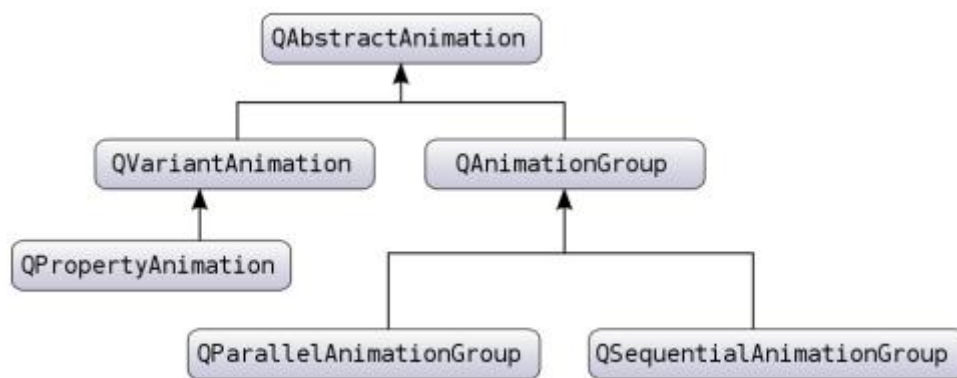 QAbstractAnimation
QVariantAnimation
QAnimationGroup
QPropertyAnimation
QParallelAnimationGroup
QSequentialAnimationGroup